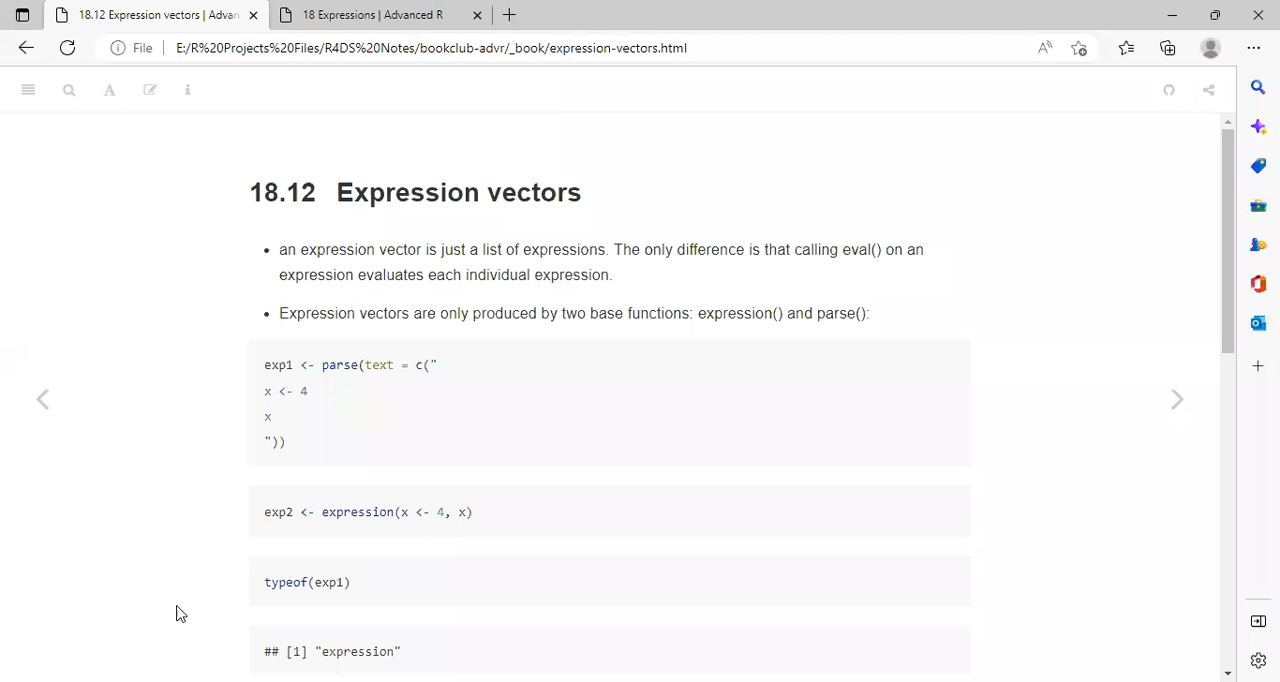 18.12 Expression vectors | Advan
18 Expressions | Advanced R
File
E:/R%20Projects%20Files/R4DS%20Notes/bookclub-advr/_book/expression-vectors.html
18.12 Expression vectors
• an expression vector is just a list of expressions. The only difference is that calling eval() on an
expression evaluates each individual expression.
• Expression vectors are only produced by two base functions: expression() and parse():
exp1 <- parse(text = c("
x <- 4
x
"))
exp2 <- expression(x <- 4, x)
typeof(exp1)
## [1] "expression"